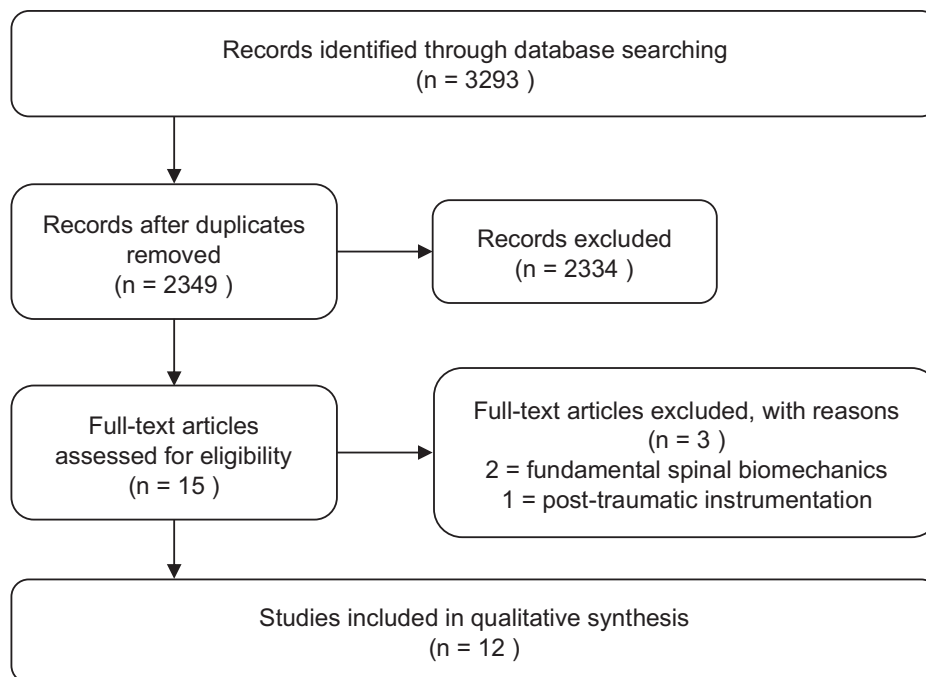 Records identified through database searching
(n = 3293 )
Records after duplicates
removed
(n = 2349 )
Records excluded
(n = 2334 )
Full-text articles
assessed for eligibility
(n = 15 )
Full-text articles excluded, with reasons
(n = 3 )
2 = fundamental spinal biomechanics
1 = post-traumatic instrumentation
Studies included in qualitative synthesis
(n = 12 )